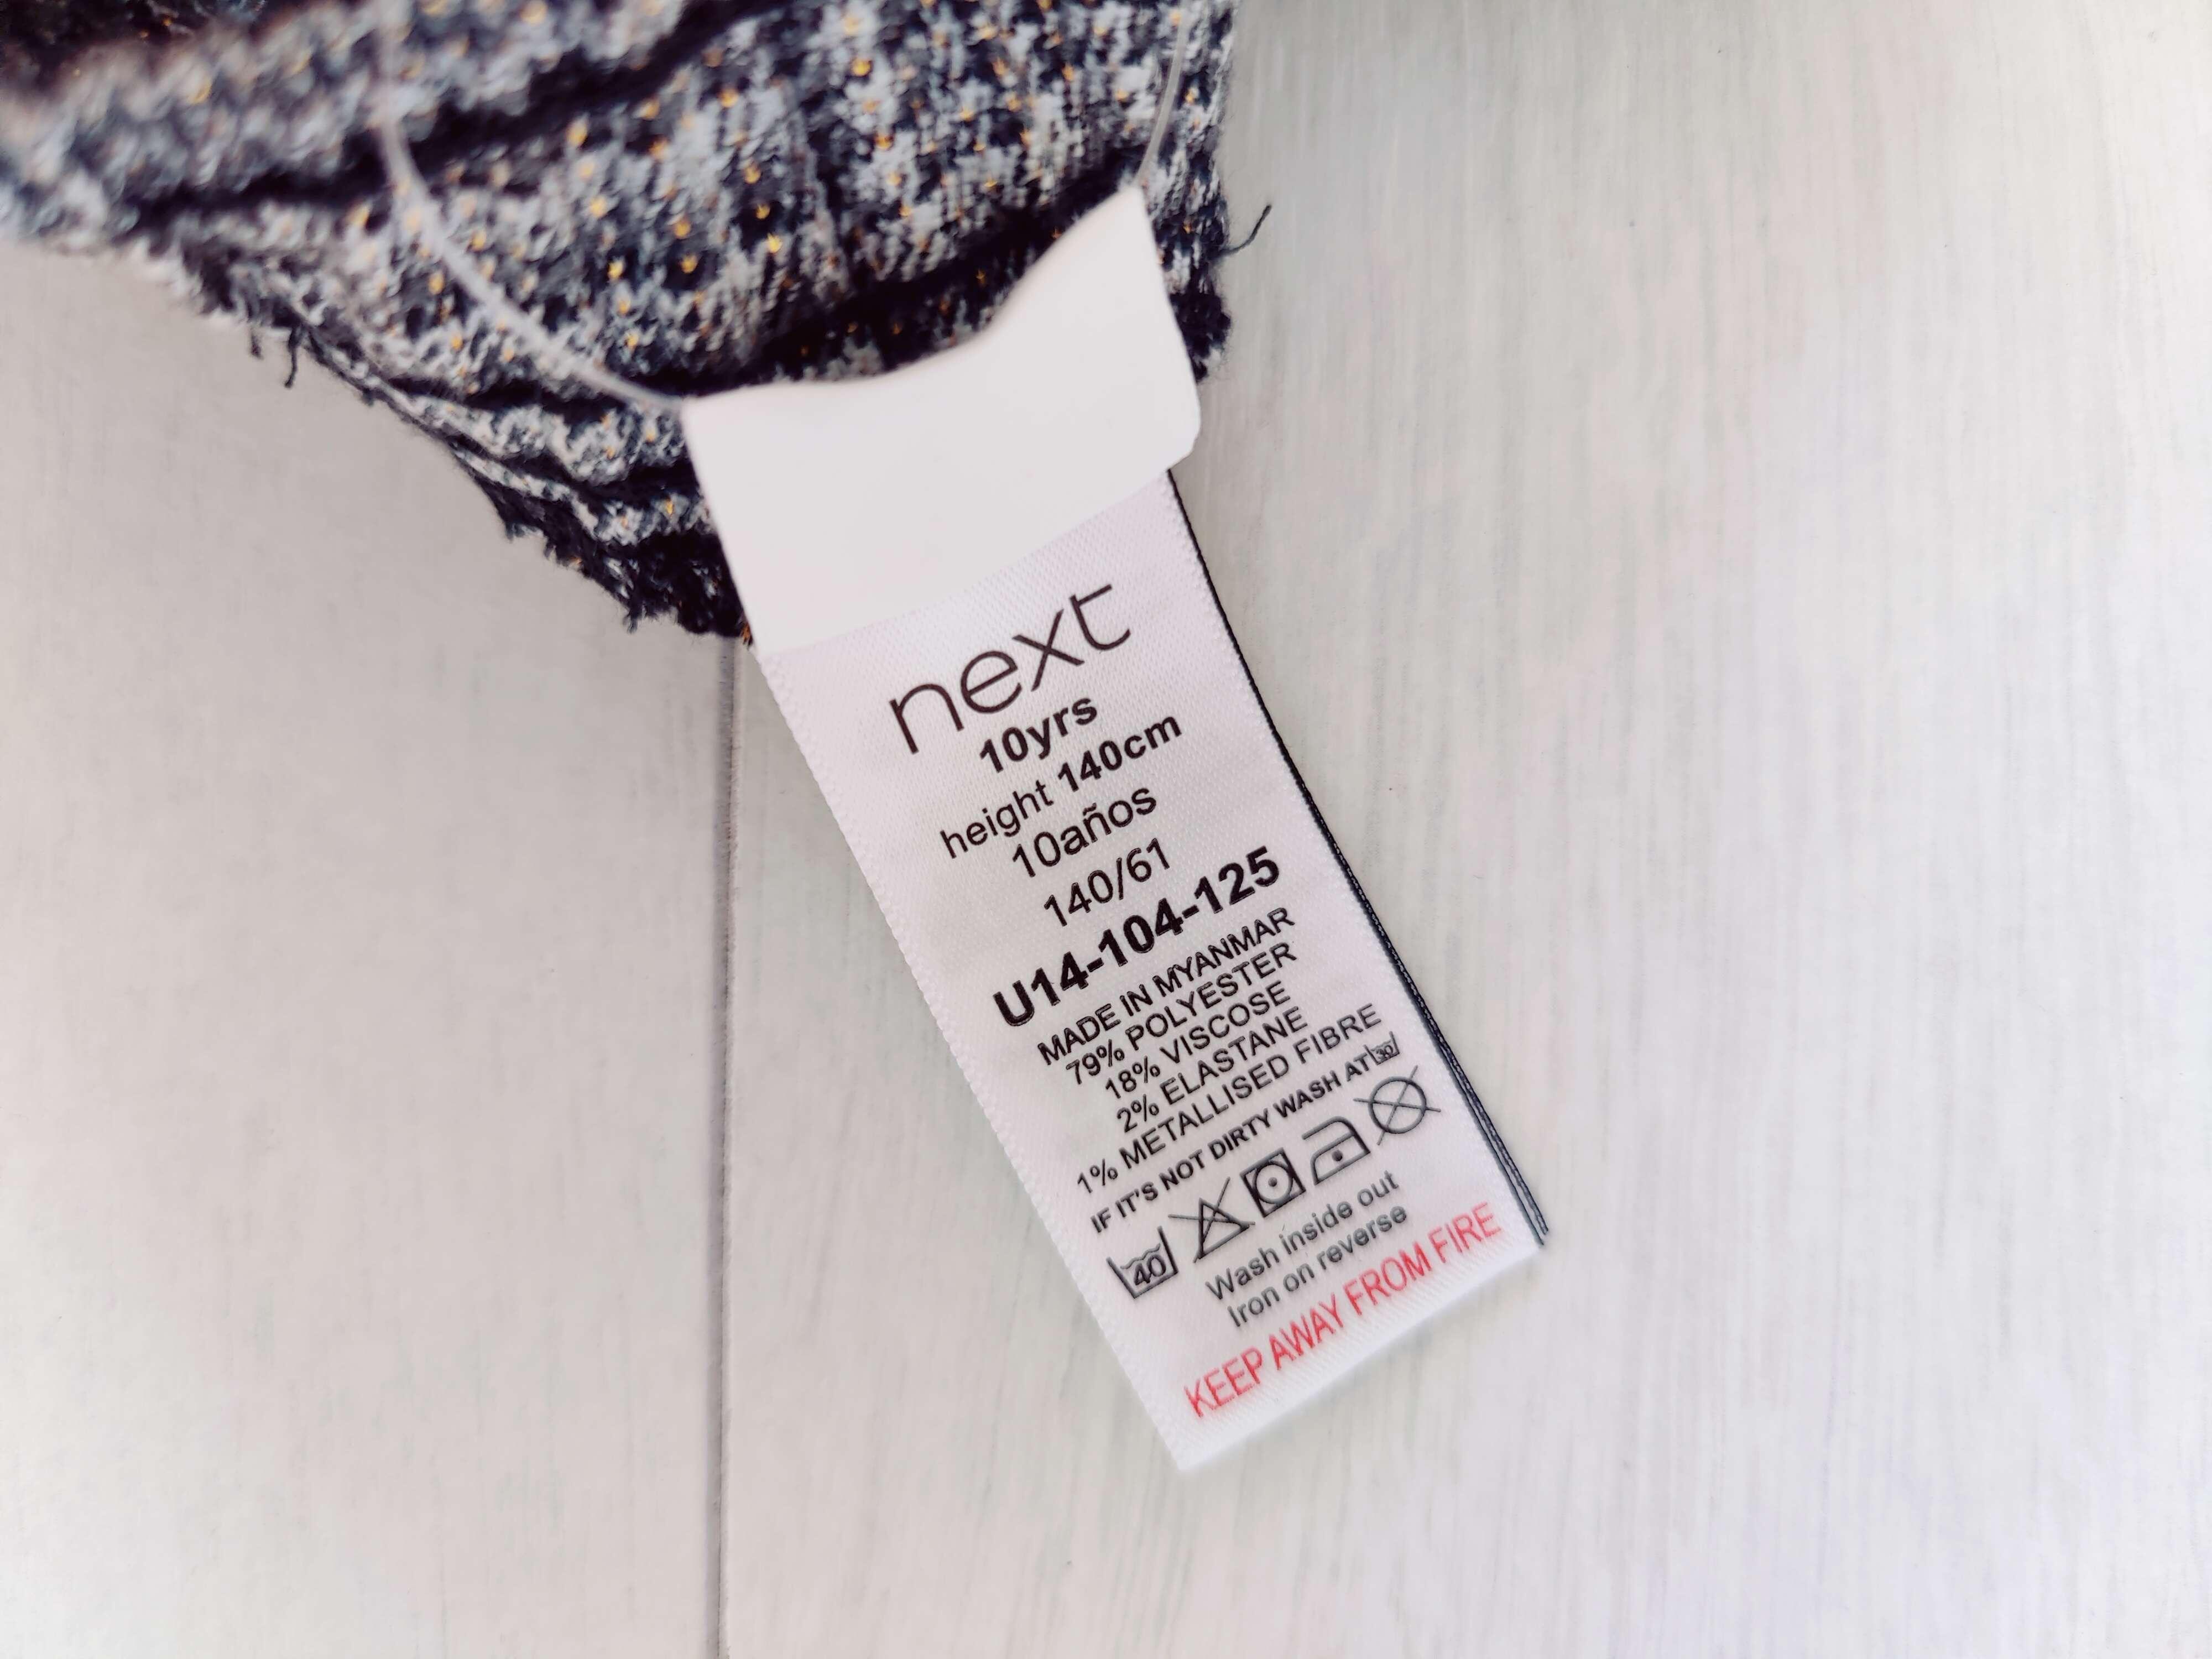 next
10yrs
height 140cm
10años
140/61
U14-104-125
MADE IN MYANMAR
79% POLYESTER
18% VISCOSE
2% ELASTANE
1% METALLISED FIBRE
IF IT'S NOT DIRTY WASH AT 30
40
Wash inside out
Iron on reverse
KEEP AWAY FROM FIRE